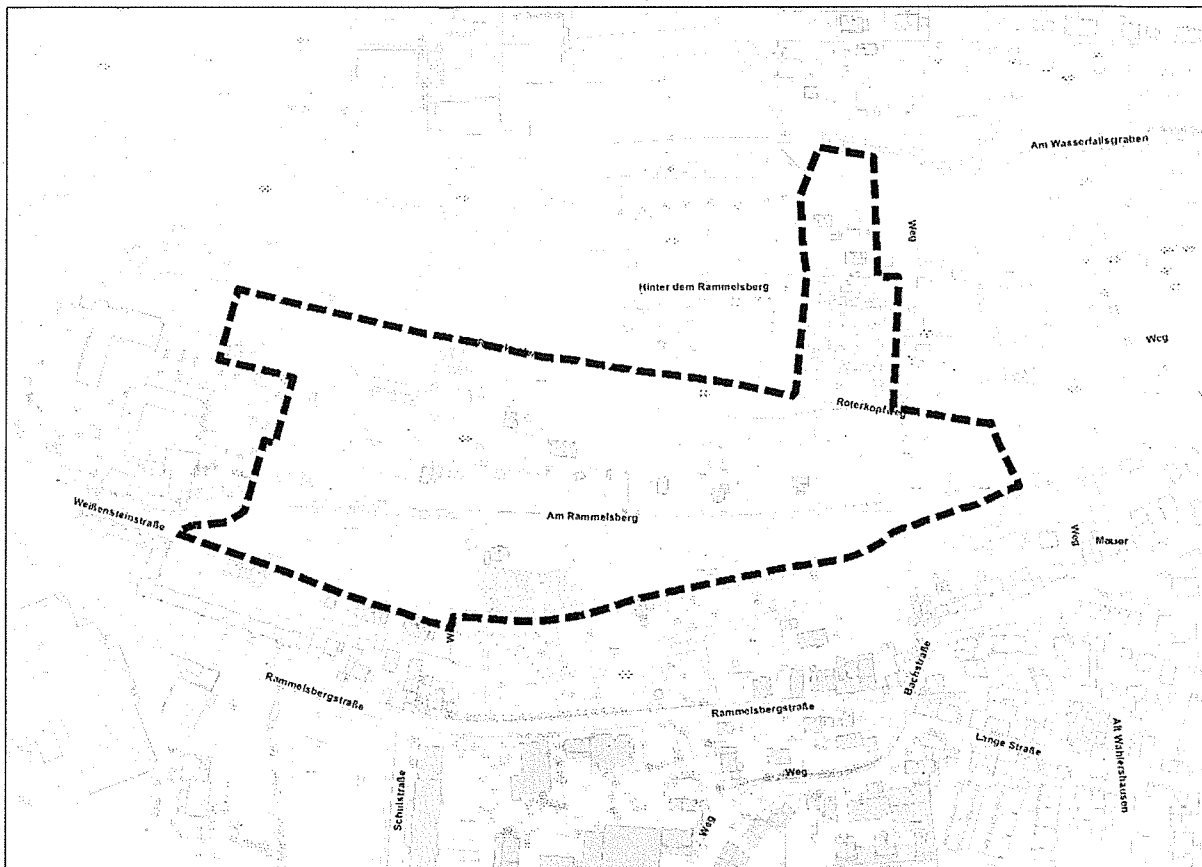 Am Wasserfallsgraben
Weg
Hinter dem Rammelsberg
Weg
Roterkopfweg
Weißensteinstraße
Am Rammelsberg
Weg
Mauer
Rammelsbergstraße
Bachstraße
Rammelsbergstraße
Lange Straße
Alt Wahlershausen
Weg
Schulstraße
Weg